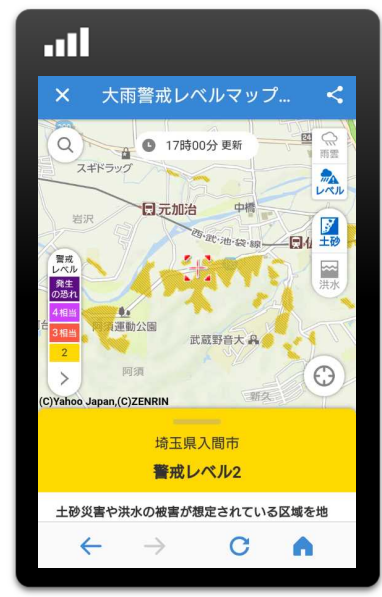 大雨警戒レベルマップ...
17時00分 更新
雨雲
レベル
土砂
洪水
スギドラッグ
元加治
中橋
岩沢
西・武・池・袋・線
警戒
レベル
発生
の恐れ
4相当
3相当
2
阿須運動公園
武蔵野音大
阿須
新久
(C)Yahoo Japan,(C)ZENRIN
埼玉県入間市
警戒レベル2
土砂災害や洪水の被害が想定されている区域を地